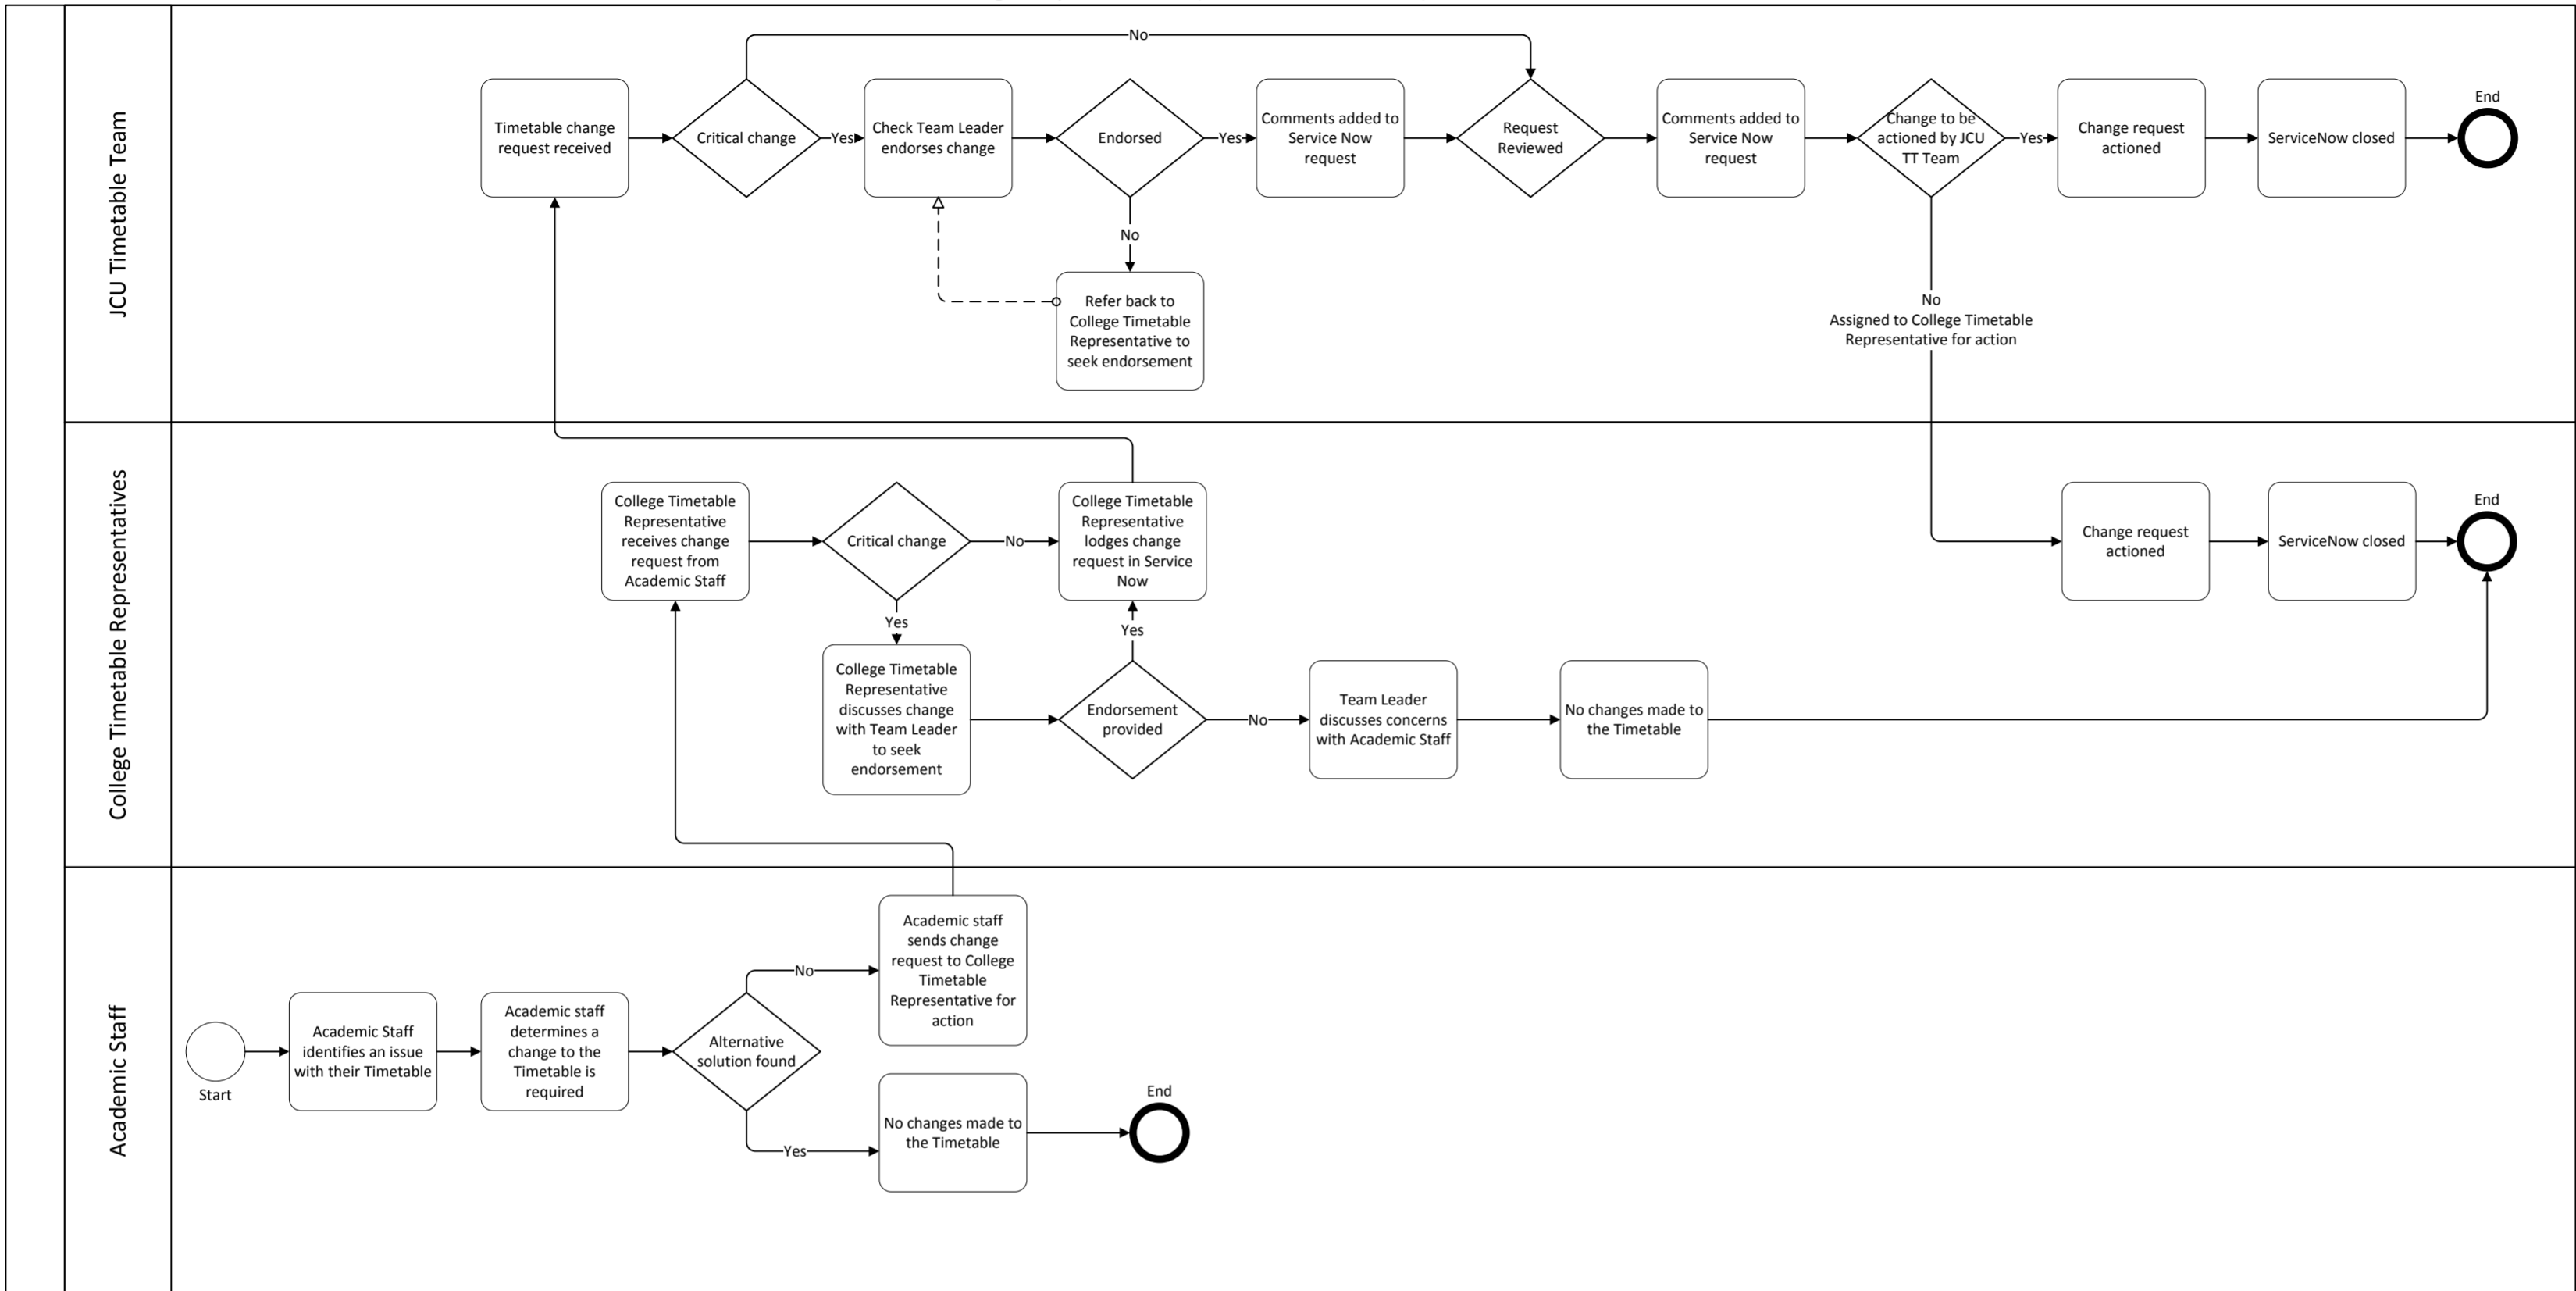 JCU Timetable Team
No
Timetable change
request received
Critical change
Yes
Check Team Leader
endorses change
Endorsed
Yes
Comments added to
Service Now
request
Request
Reviewed
Comments added to
Service Now
request
Change to be
actioned by JCU
TT Team
Yes
Change request
actioned
ServiceNow closed
End
No
Refer back to
College Timetable
Representative to
seek endorsement
No
Assigned to College Timetable
Representative for action
College Timetable Representatives
College Timetable
Representative
receives change
request from
Academic Staff
Critical change
No
College Timetable
Representative
lodges change
request in Service
Now
Change request
actioned
ServiceNow closed
End
Yes
Yes
College Timetable
Representative
discusses change
with Team Leader
to seek
endorsement
Endorsement
provided
No
Team Leader
discusses concerns
with Academic Staff
No changes made to
the Timetable
Academic Staff
Start
Academic Staff
identifies an issue
with their Timetable
Academic staff
determines a
change to the
Timetable is
required
Alternative
solution found
No
Academic staff
sends change
request to College
Timetable
Representative for
action
Yes
No changes made to
the Timetable
End